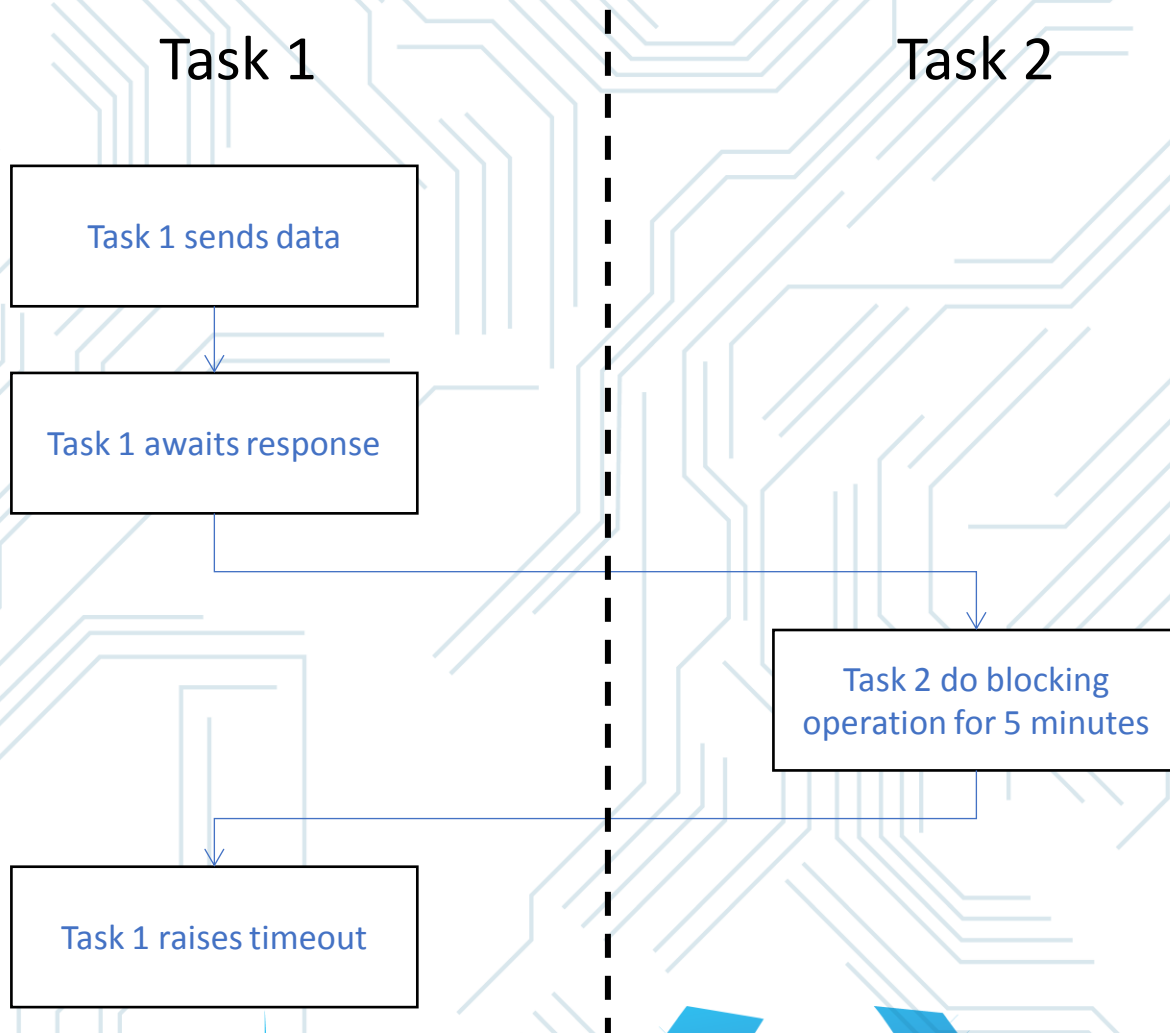 Task 1
Task 2
Task 1 sends data
Task 1 awaits response
Task 2 do blocking
operation for 5 minutes
Task 1 raises timeout